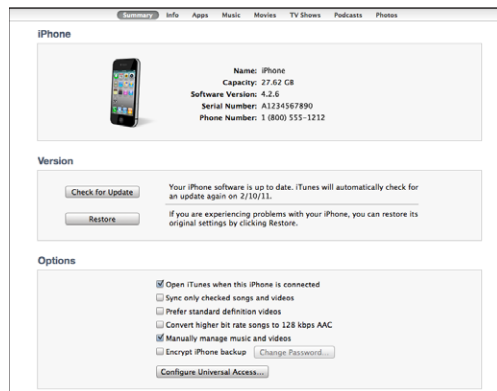 Summary Info Apps Music Movies TV Shows Podcasts Photos
iPhone
Name: iPhone
Capacity: 27.62 GB
Software Version: 4.2.6
Serial Number: A1234567890
Phone Number: 1 (800) 555-1212
Version
Check for Update
Your iPhone software is up to date. iTunes will automatically check for
an update again on 2/10/11.
Restore
If you are experiencing problems with your iPhone, you can restore its
original settings by clicking Restore.
Options
Open iTunes when this iPhone is connected
Sync only checked songs and videos
Prefer standard definition videos
Convert higher bit rate songs to 128 kbps AAC
Manually manage music and videos
Encrypt iPhone backup Change Password...
Configure Universal Access...